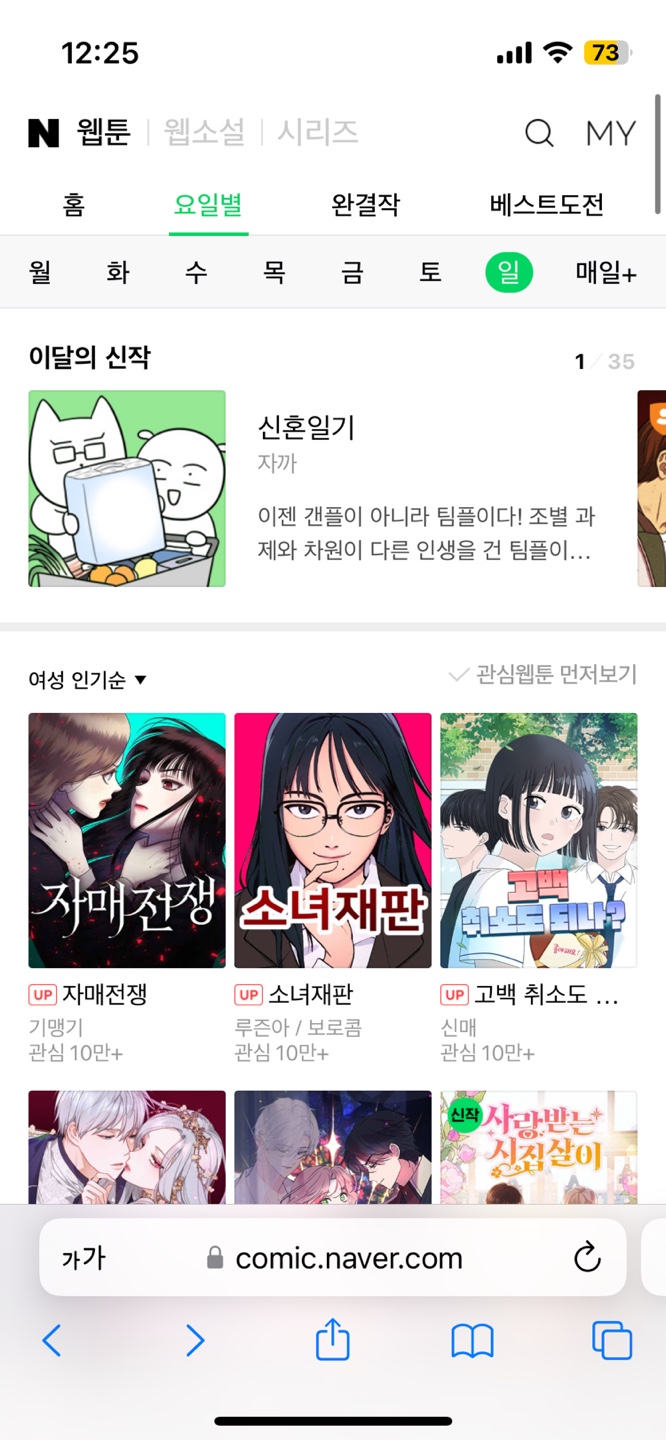 12:25
73
N 웹툰 웹소설 시리즈 MY
홈 요일별 완결작 베스트도전
월 화 수 목 금 토 일 매일+
이달의 신작 1 / 35
신혼일기
자까
이젠 갠플이 아니라 팀플이다! 조별 과
제와 차원이 다른 인생을 건 팀플이...
여성 인기순 ▼ 관심웹툰 먼저보기
자매전쟁
소녀재판
고백
취소도 되나?
UP 자매전쟁
기맹기
관심 10만+
UP 소녀재판
루즌아 / 보로콤
관심 10만+
UP 고백 취소도 ...
신매
관심 10만+
신작
사랑받는
시집살이
가가 comic.naver.com